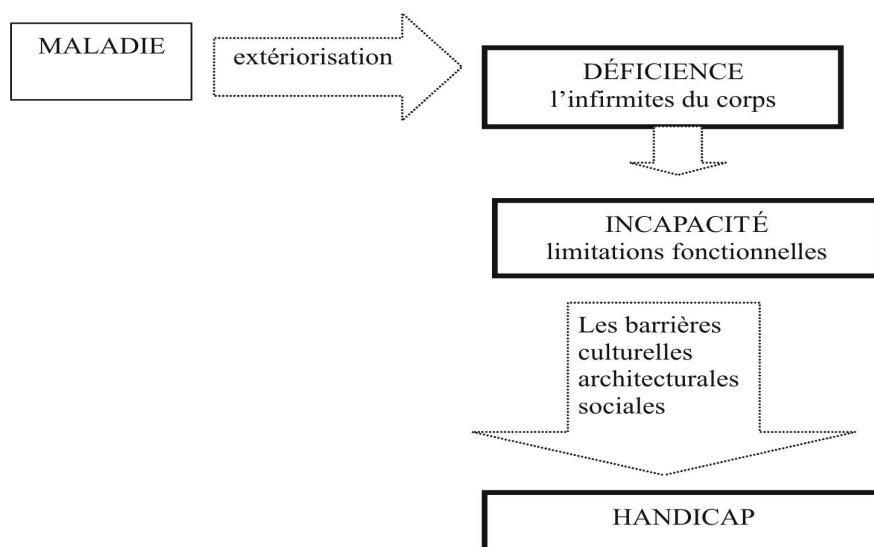 MALADIE
extériorisation
DÉFICIENCE
l’infirmites du corps
INCAPACITÉ
limitations fonctionnelles
Les barrières
culturelles
architecturales
sociales
HANDICAP